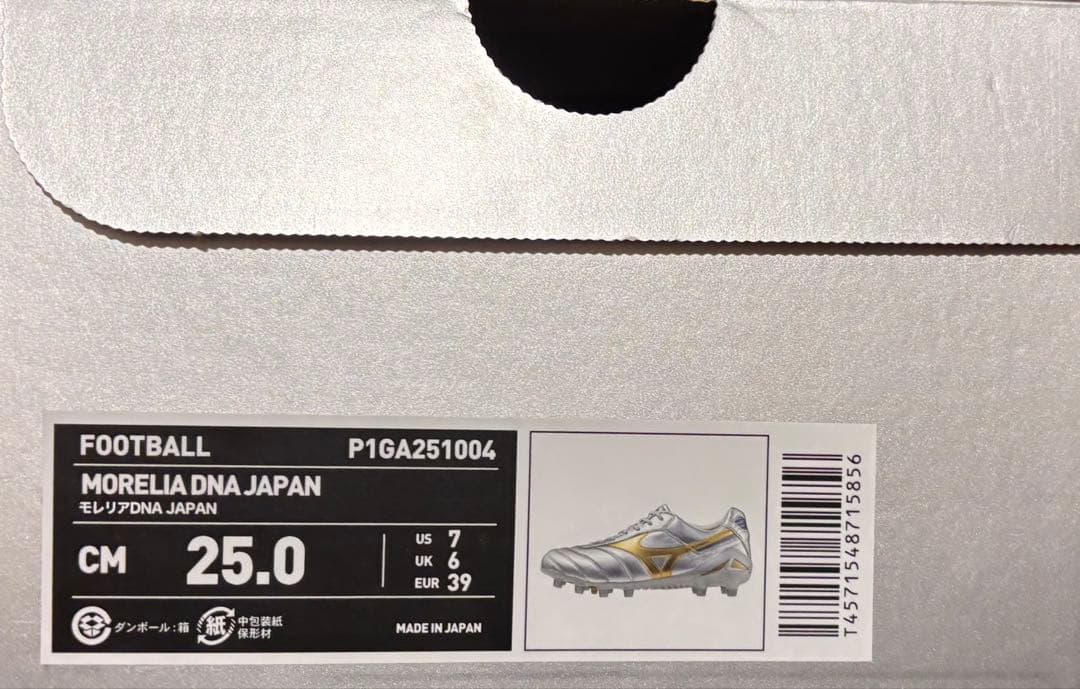 FOOTBALL P1GA251004
MORELIA DNA JAPAN
モレリアDNA JAPAN
CM 25.0
US 7
UK 6
EUR 39
ダンボール:箱
紙 中包装紙
保形材
MADE IN JAPAN
T4571548715856